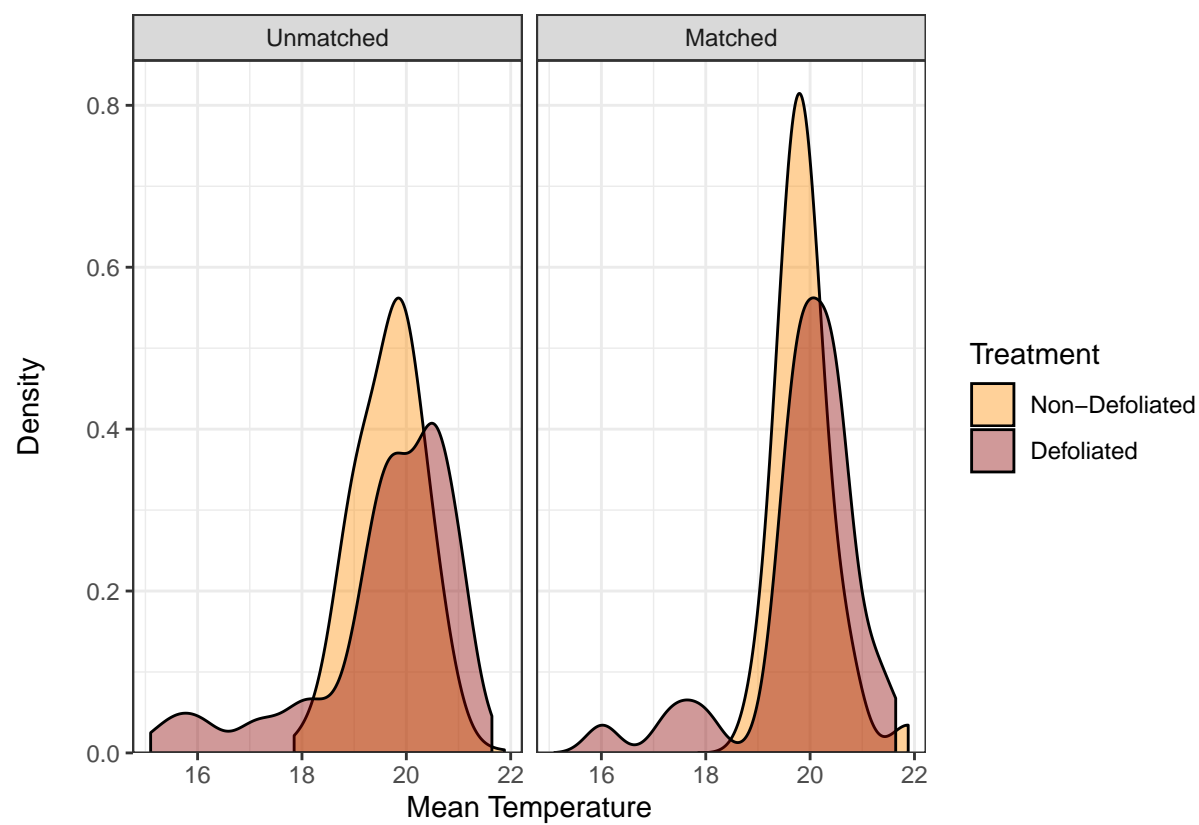 Unmatched
Matched
Density
0.8
0.6
0.4
0.2
0.0
16 18 20 22
16 18 20 22
Mean Temperature
Treatment
Non−Defoliated
Defoliated